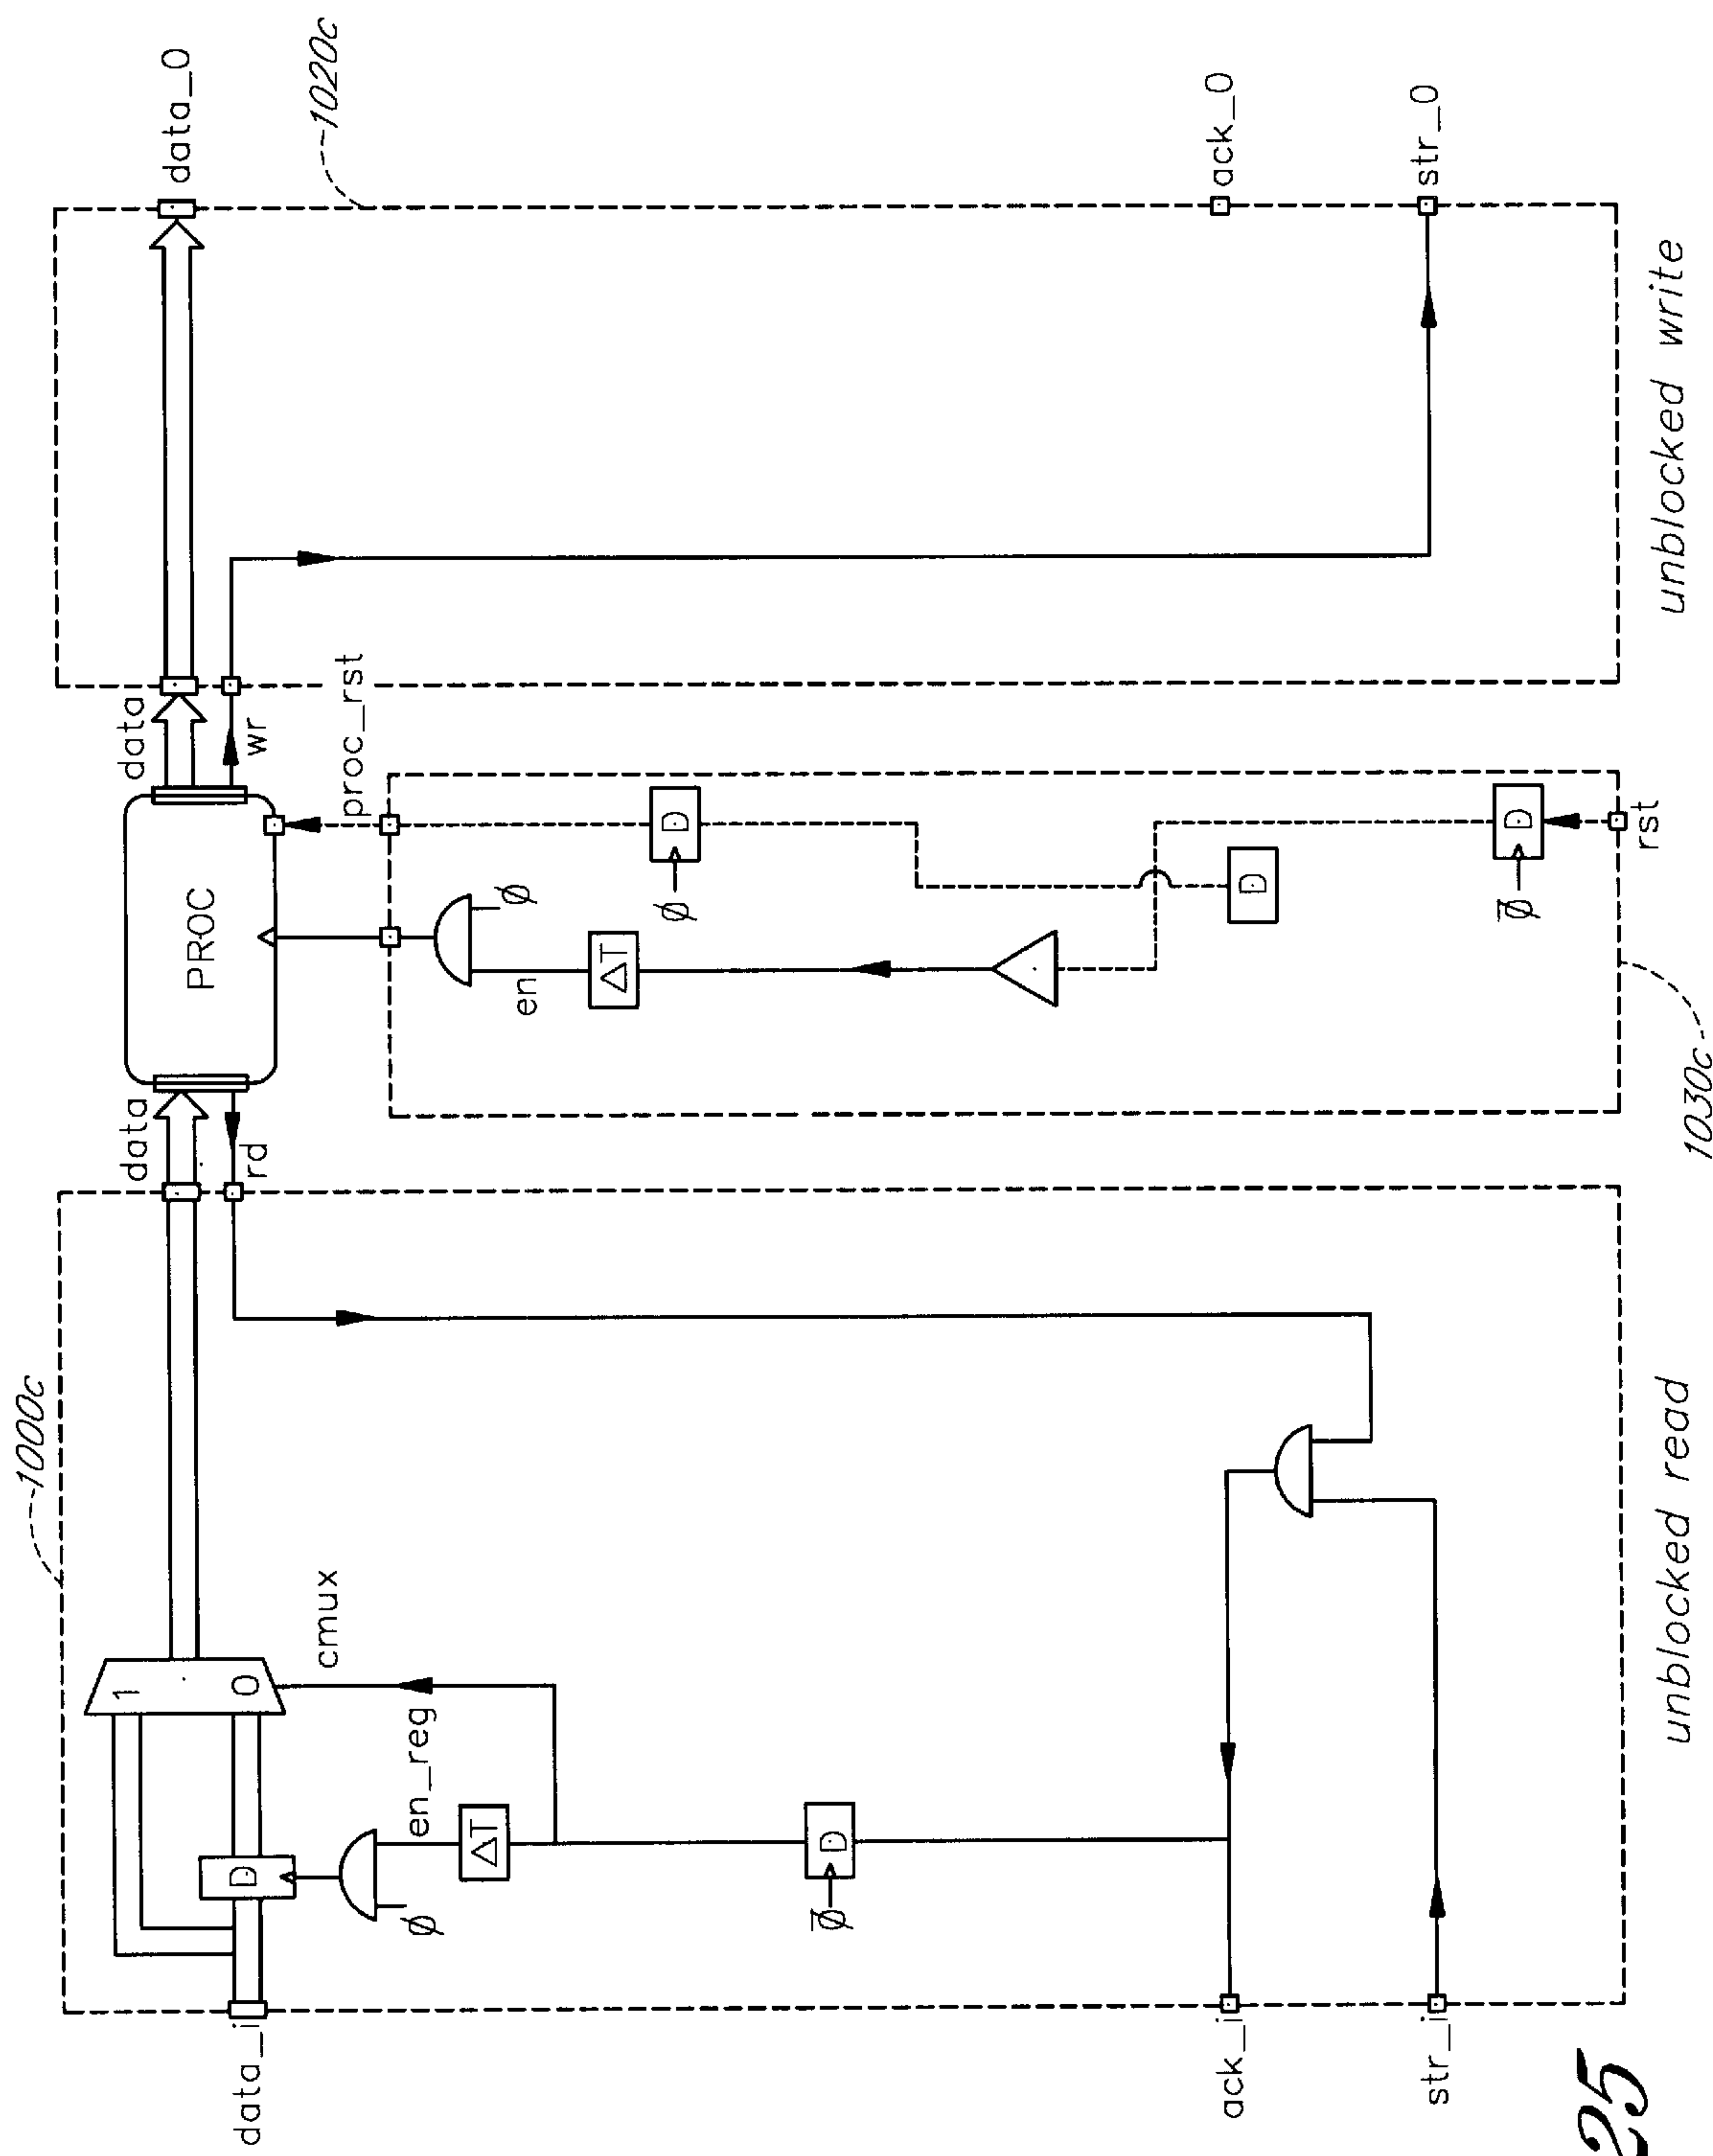 data_i
ack_i
str_i
1000c
1
0
D
ø
en_reg
ΔT
cmux
D
ø̅
unblocked read
data
rd
PROC
data
wr
proc_rst
en
ø
ΔT
ø
D
D
ø̅
D
rst
1030c
data_0
1020c
ack_0
str_0
unblocked write
25